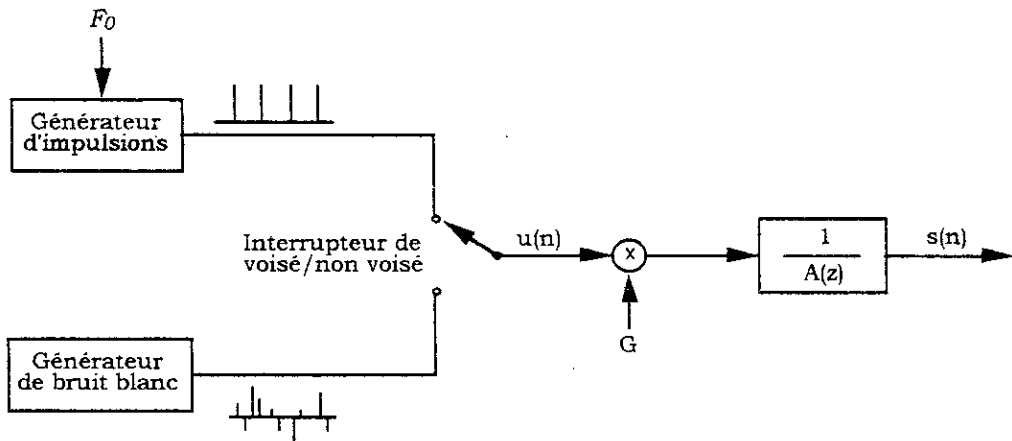 F0
Générateur
d'impulsions
Interrupteur de
voisé/non voisé
u(n)
x
G
1
A(z)
s(n)
Générateur
de bruit blanc